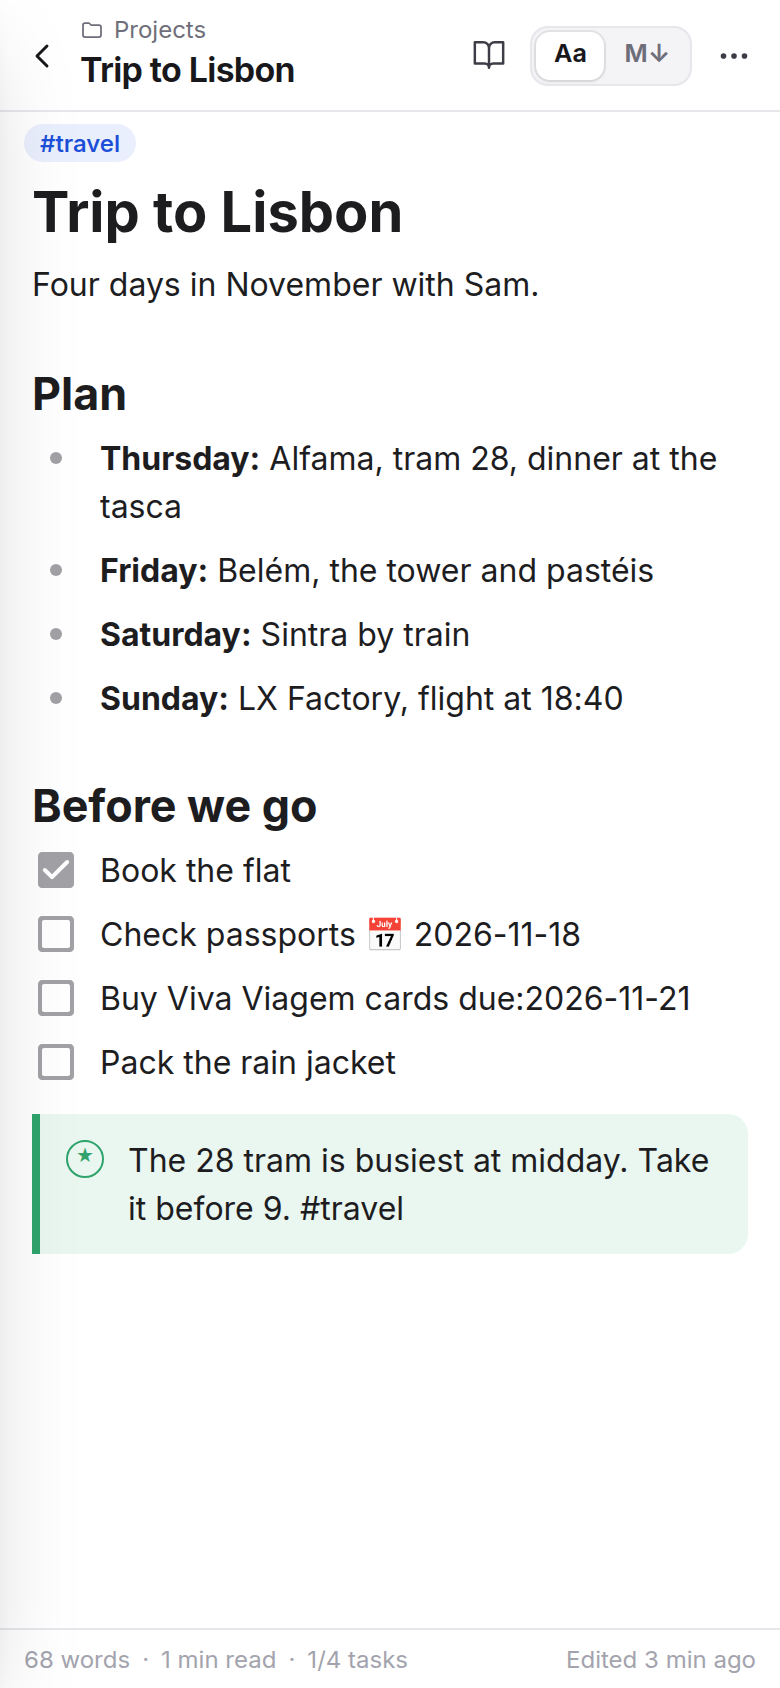 Projects
Trip to Lisbon
Aa M↓
#travel
Trip to Lisbon
Four days in November with Sam.
Plan
Thursday: Alfama, tram 28, dinner at the
tasca
Friday: Belém, the tower and pastéis
Saturday: Sintra by train
Sunday: LX Factory, flight at 18:40
Before we go
Book the flat
Check passports 📅 2026-11-18
Buy Viva Viagem cards due:2026-11-21
Pack the rain jacket
The 28 tram is busiest at midday. Take
it before 9. #travel
68 words · 1 min read · 1/4 tasks Edited 3 min ago